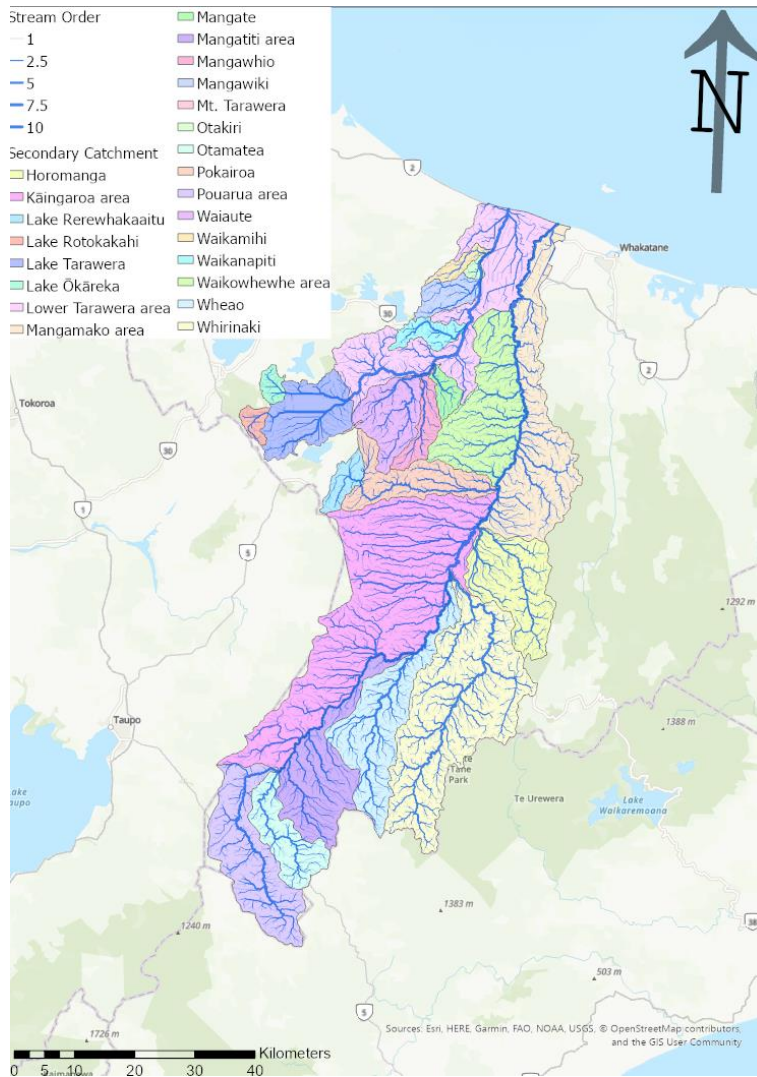 Stream Order
1
2.5
5
7.5
10
Secondary Catchment
Horomanga
Kāingaroa area
Lake Rerewhakaaitu
Lake Rotokakahi
Lake Tarawera
Lake Ōkāreka
Lower Tarawera area
Mangamako area
Mangate
Mangatiti area
Mangawhio
Mangawiki
Mt. Tarawera
Otakiri
Otamatea
Pokairoa
Pouarua area
Waiaute
Waikamihi
Waikanapiti
Waikowhewhe area
Wheao
Whirinaki
N
2
Whakatane
30
2
Tokoroa
30
1
5
1292 m
Taupo
1388 m
Tane
Park
Te Urewera
Lake
Waikaremoana
1383 m
1240 m
38
503 m
5
1726 m
Sources: Esri, HERE, Garmin, FAO, NOAA, USGS, © OpenStreetMap contributors,
and the GIS User Community
Kilometers
0 5 10 20 30 40